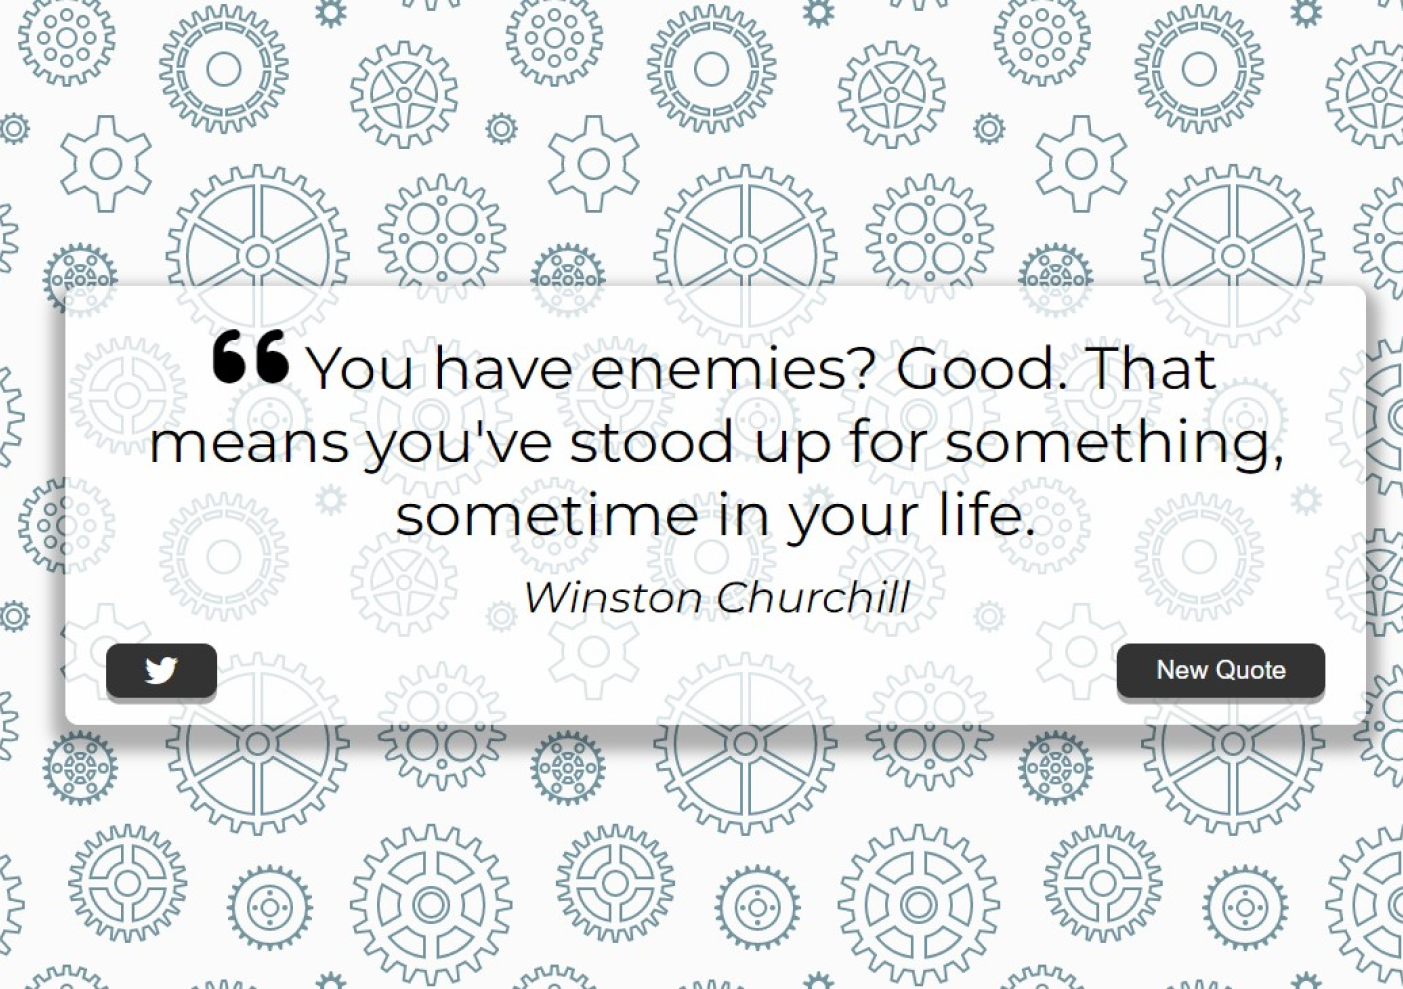 ❝ You have enemies? Good. That
means you've stood up for something,
sometime in your life.
Winston Churchill
New Quote